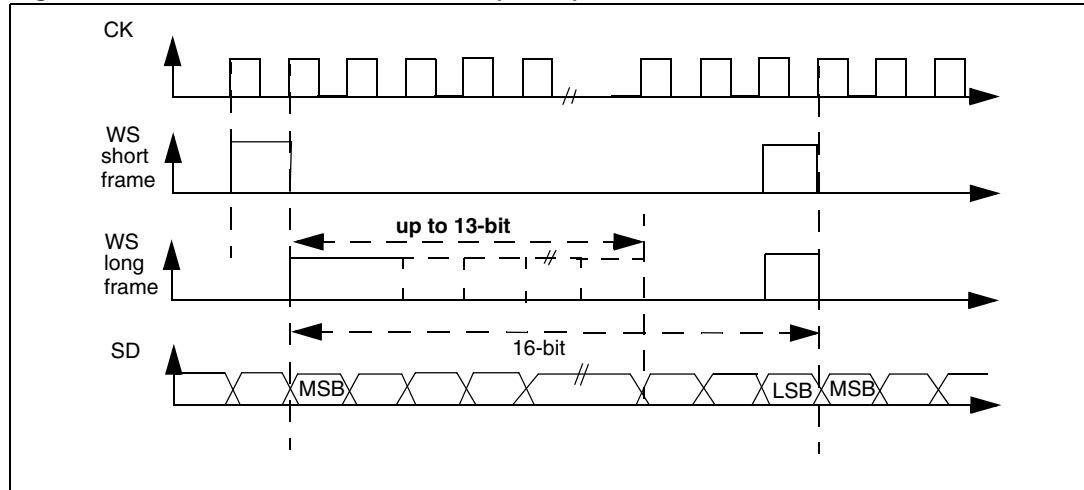 CK
WS
short
frame
up to 13-bit
WS
long
frame
16-bit
SD
MSB
LSB
MSB